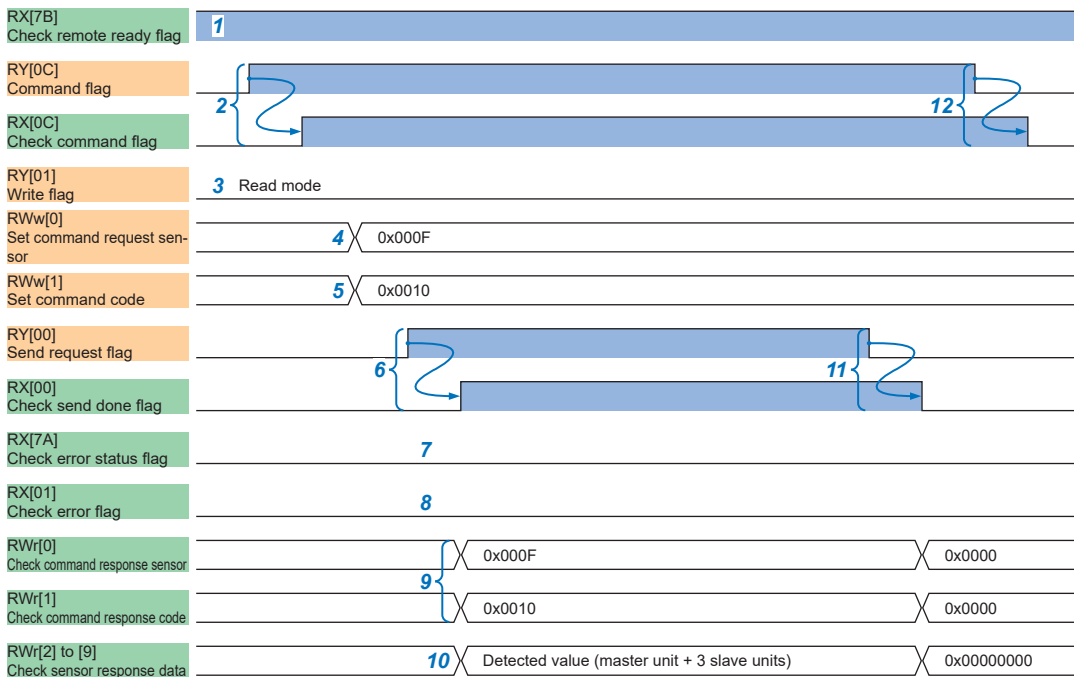 RX[7B]
Check remote ready flag
1
RY[0C]
Command flag
2
12
RX[0C]
Check command flag
RY[01]
Write flag
3 Read mode
RWw[0]
Set command request sen-
sor
4 0x000F
RWw[1]
Set command code
5 0x0010
RY[00]
Send request flag
6
11
RX[00]
Check send done flag
RX[7A]
Check error status flag
7
RX[01]
Check error flag
8
RWr[0]
Check command response sensor
0x000F 0x0000
9
RWr[1]
Check command response code
0x0010 0x0000
RWr[2] to [9]
Check sensor response data
10 Detected value (master unit + 3 slave units) 0x00000000